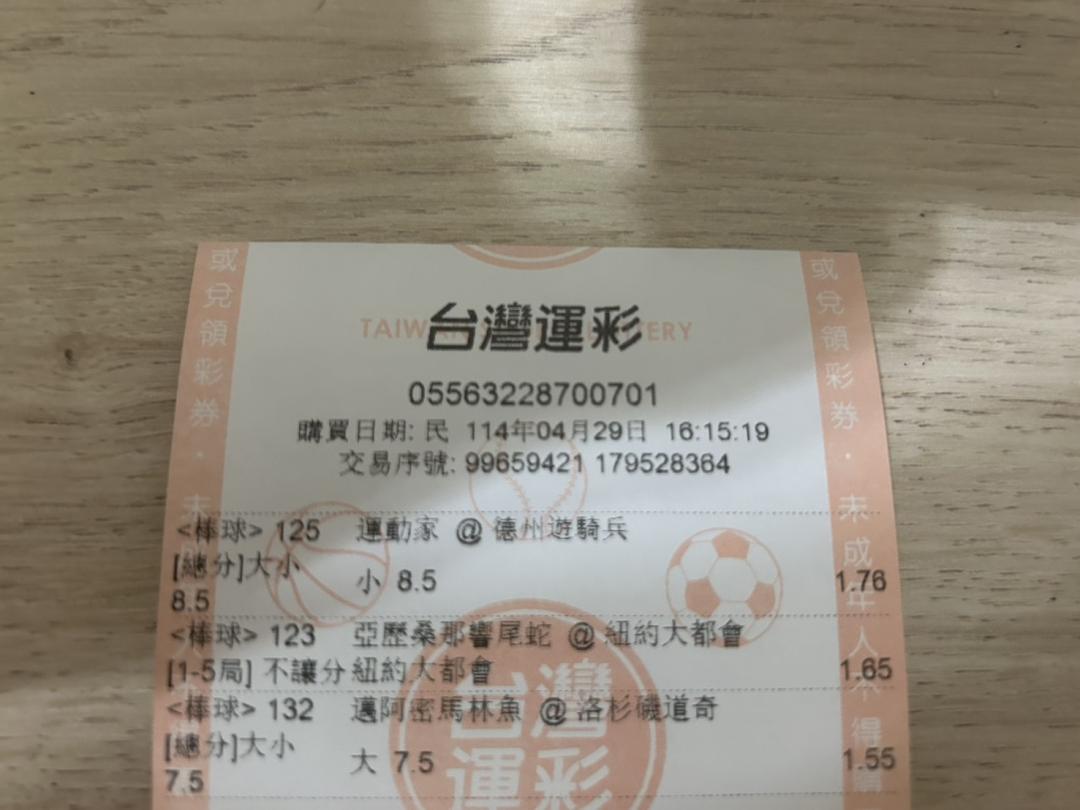 台灣運彩
TAIW ERY
05563228700701
購買日期: 民 114年04月29日 16:15:19
交易序號: 99659421 179528364
<棒球> 125 運動家 @ 德州遊騎兵
[總分]大小 小 8.5 1.76
8.5
<棒球> 123 亞歷桑那響尾蛇 @ 紐約大都會
[1-5局] 不讓分 紐約大都會 1.65
<棒球> 132 邁阿密馬林魚 @ 洛杉磯道奇
[總分]大小 大 7.5 1.55
7.5
或兌領彩券.未
或兌領彩券.未成年人不得
台灣
運彩